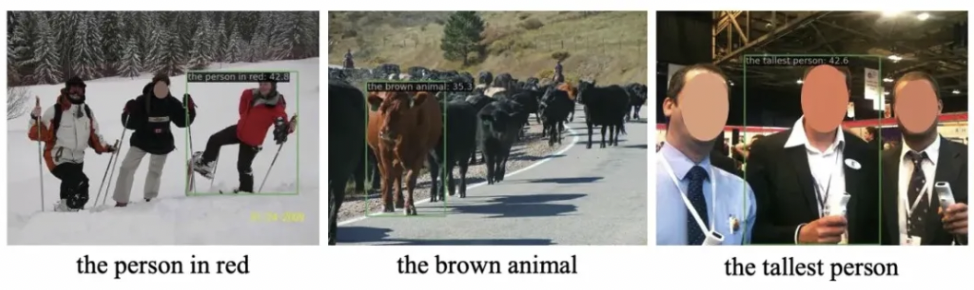 the person in red: 42.8
the brown animal: 35.3
the tallest person: 42.6
the person in red
the brown animal
the tallest person